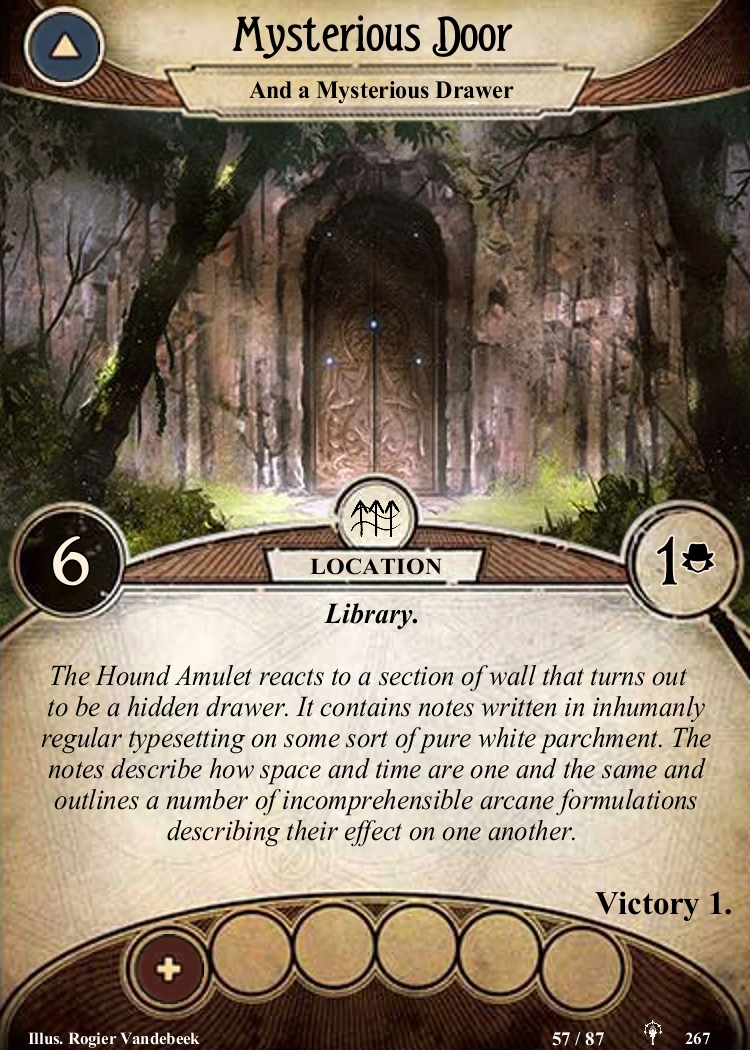 Mysterious Door
And a Mysterious Drawer
6
LOCATION
1
Library.
The Hound Amulet reacts to a section of wall that turns out
to be a hidden drawer. It contains notes written in inhumanly
regular typesetting on some sort of pure white parchment. The
notes describe how space and time are one and the same and
outlines a number of incomprehensible arcane formulations
describing their effect on one another.
Victory 1.
Illus. Rogier Vandebeek
57 / 87
267